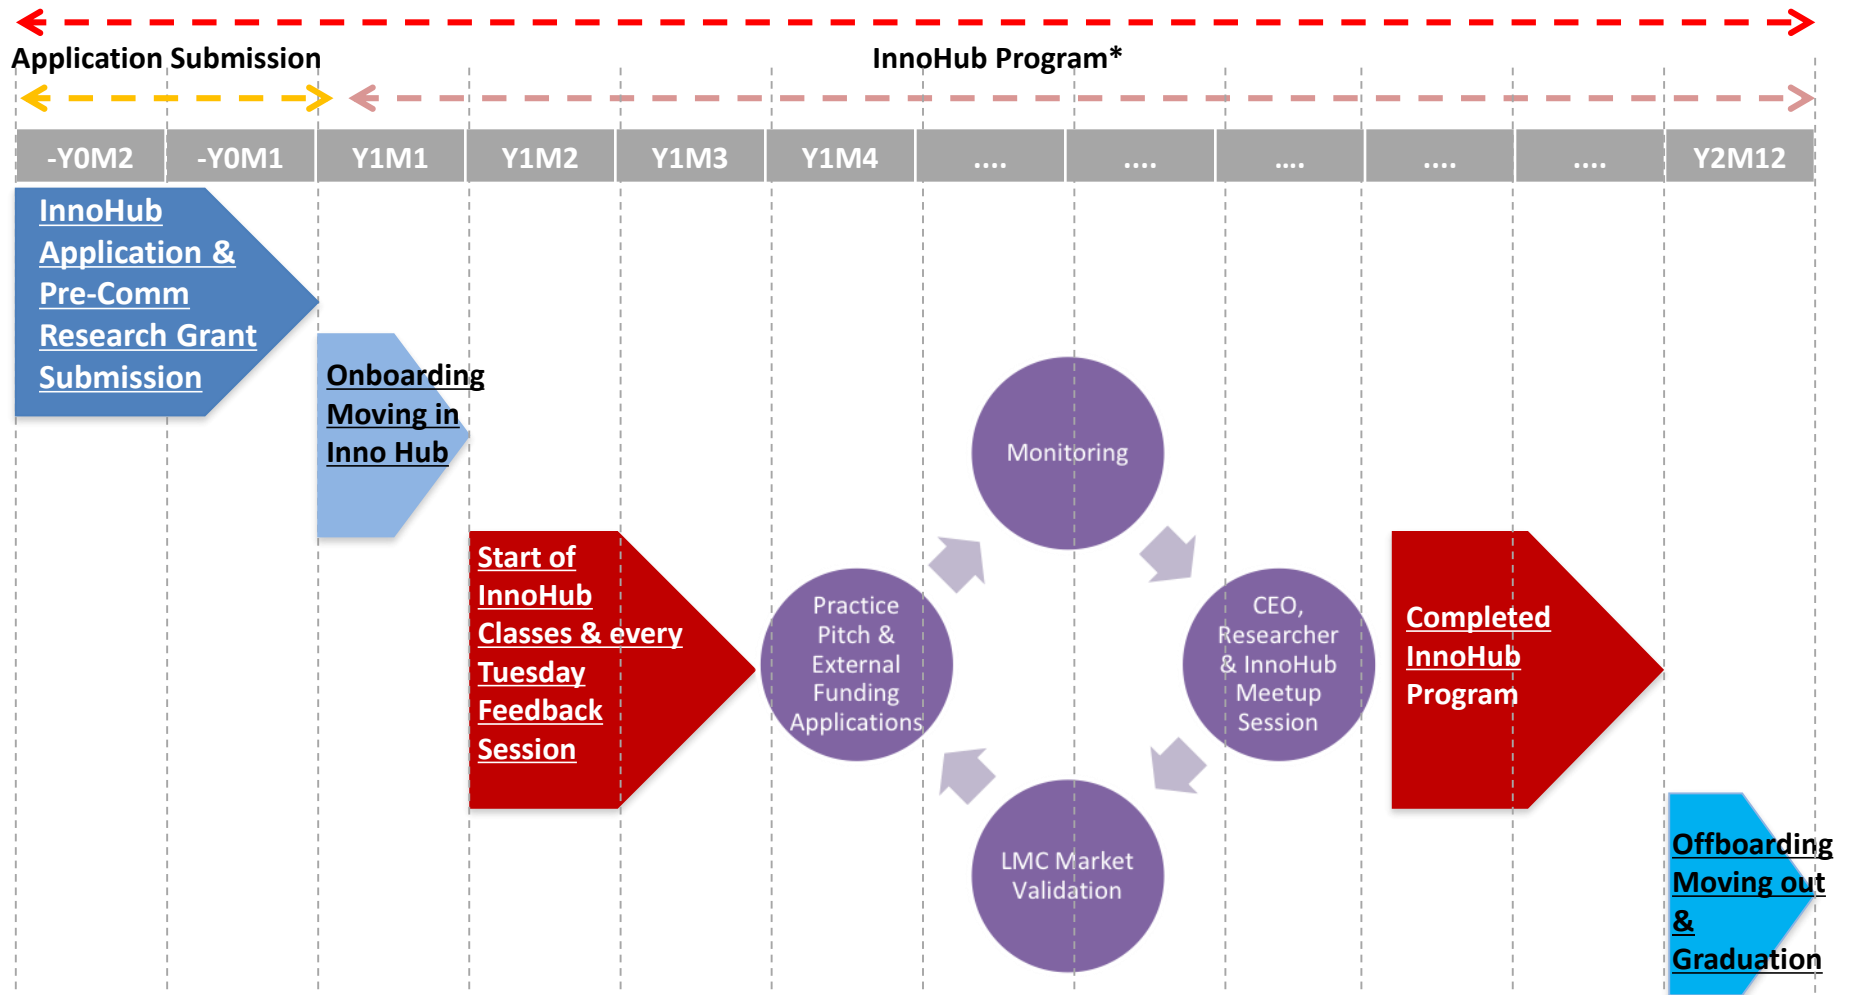 Application Submission
InnoHub Program*
-Y0M2 -Y0M1 Y1M1 Y1M2 Y1M3 Y1M4 .... .... .... .... .... Y2M12
InnoHub
Application &
Pre-Comm
Research Grant
Submission
Onboarding
Moving in
Inno Hub
Start of
InnoHub
Classes & every
Tuesday
Feedback
Session
Practice
Pitch &
External
Funding
Applications
Monitoring
CEO,
Researcher
& InnoHub
Meetup
Session
LMC Market
Validation
Completed
InnoHub
Program
Offboarding
Moving out
&
Graduation